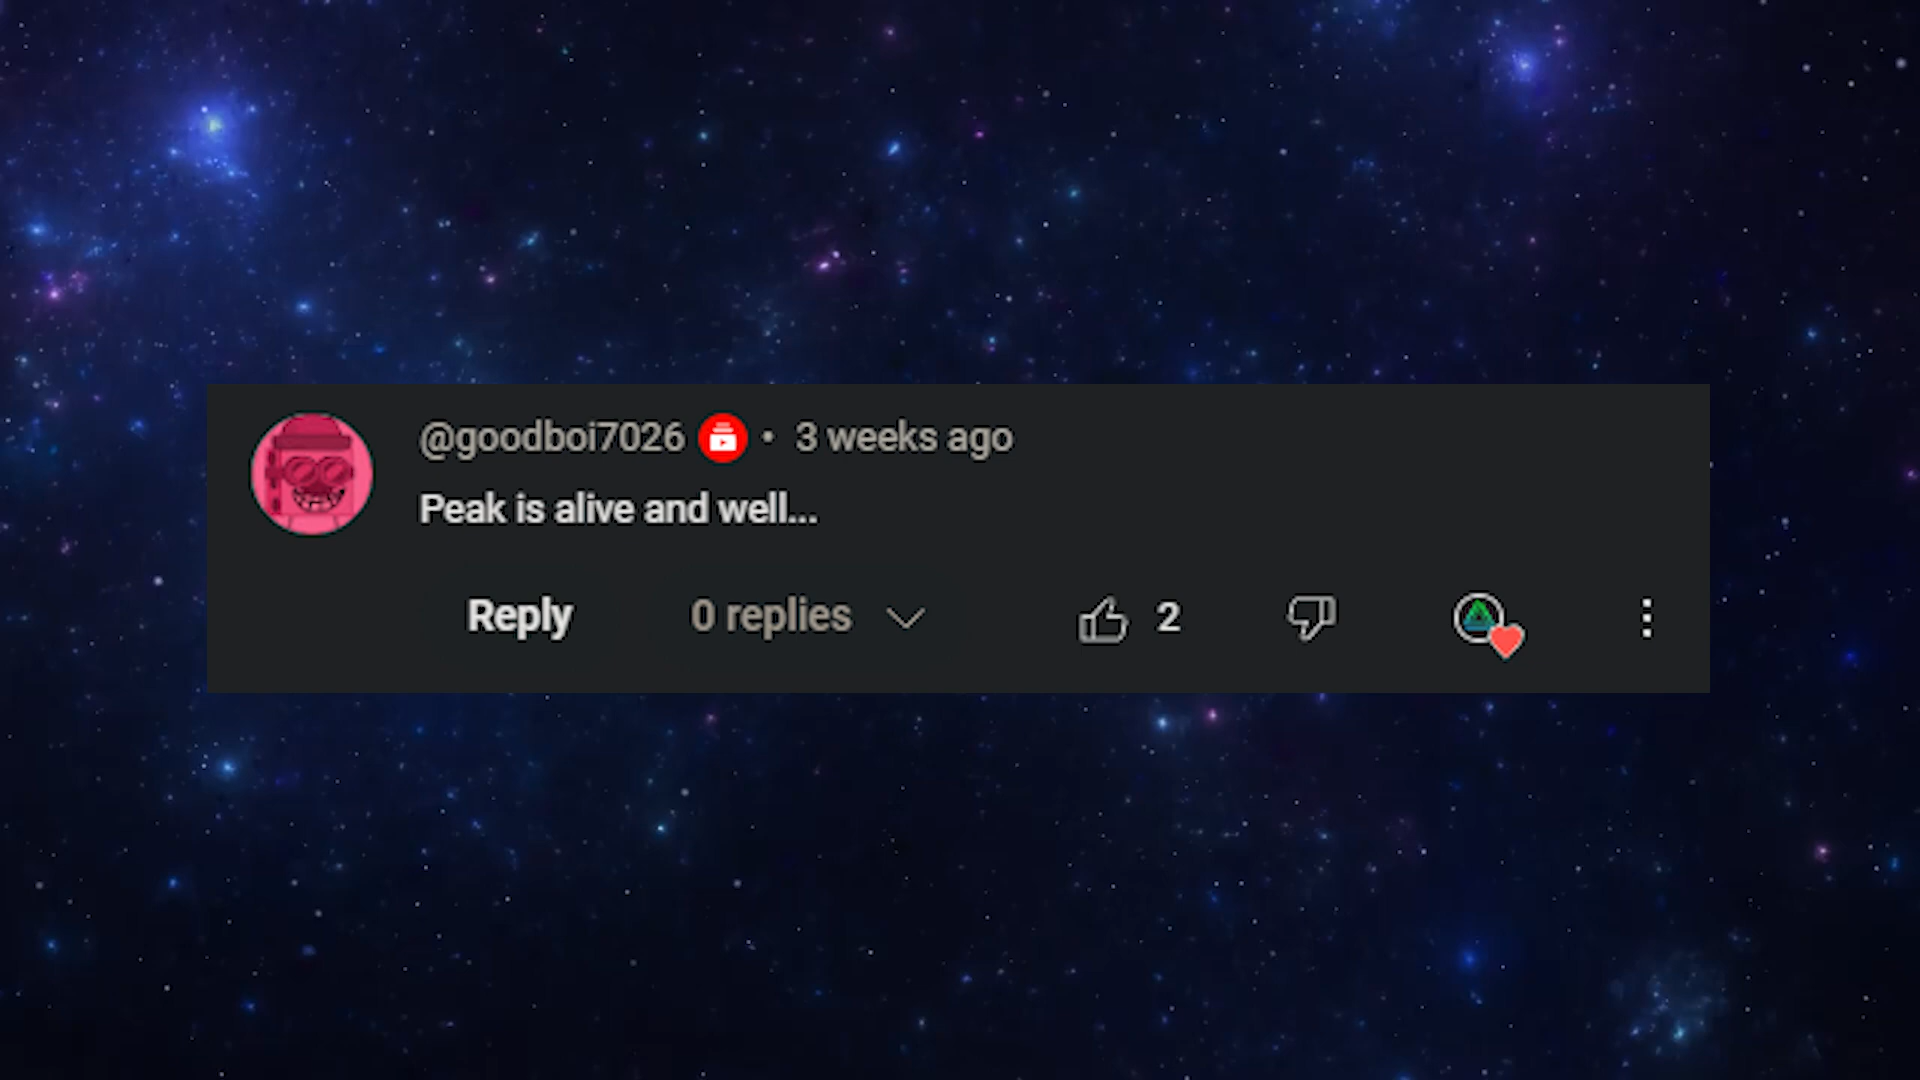 @goodboi7026 • 3 weeks ago
Peak is alive and well...
Reply 0 replies 2